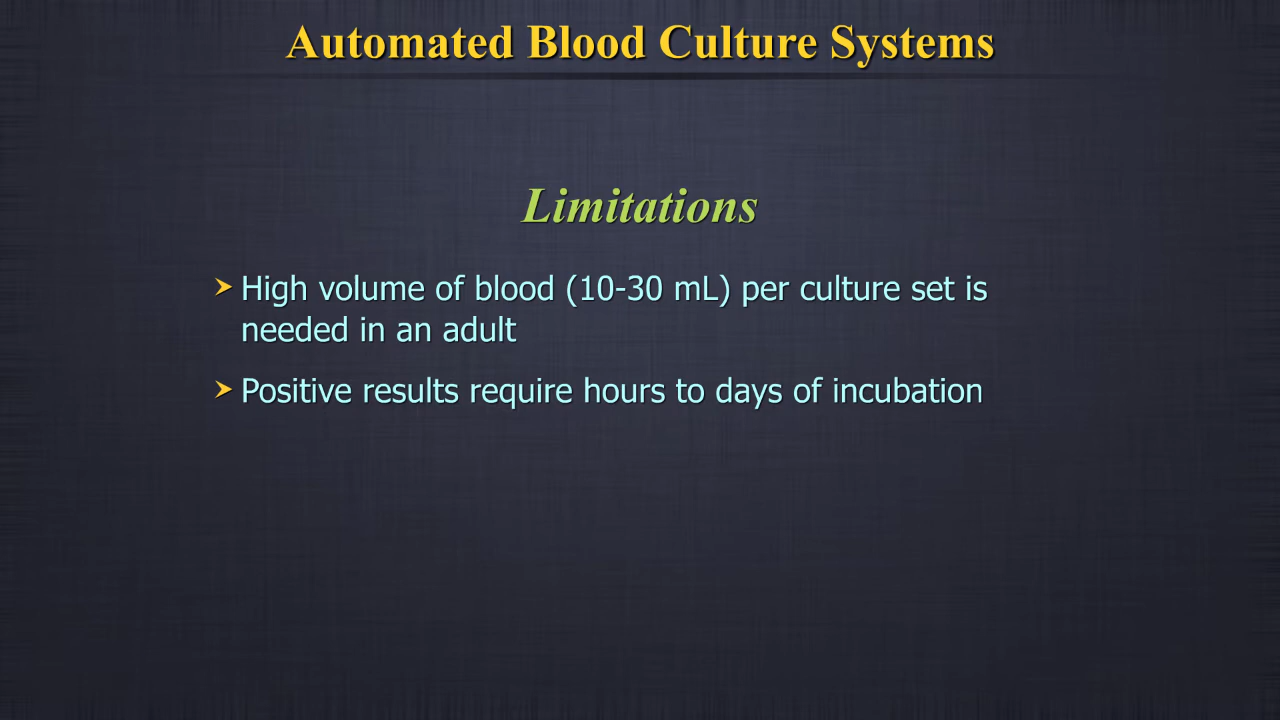 Automated Blood Culture Systems
Limitations
➤ High volume of blood (10-30 mL) per culture set is
needed in an adult
➤ Positive results require hours to days of incubation